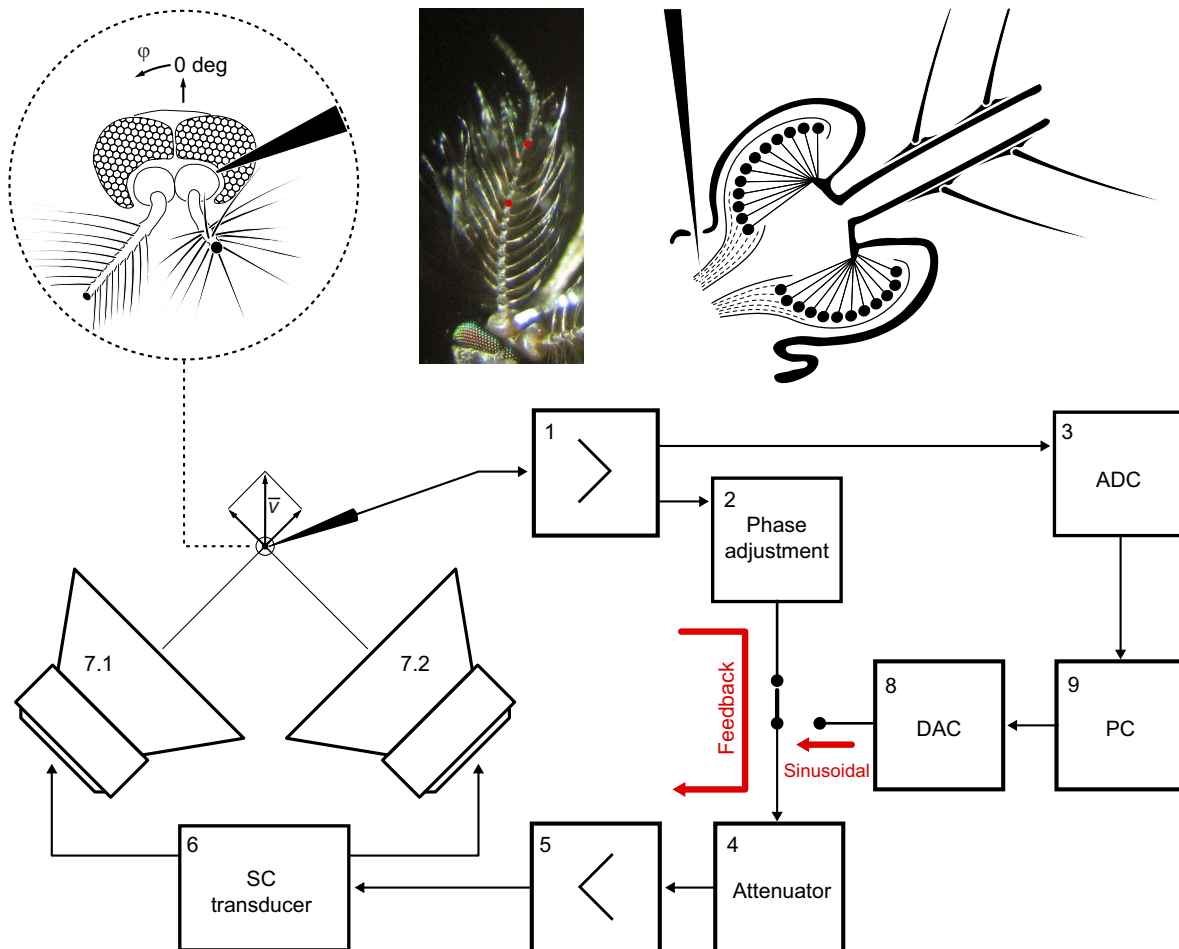 φ
0 deg
1
3
ADC
2
Phase
adjustment
v̅
7.1
7.2
Feedback
8
DAC
9
PC
Sinusoidal
6
SC
transducer
5
4
Attenuator